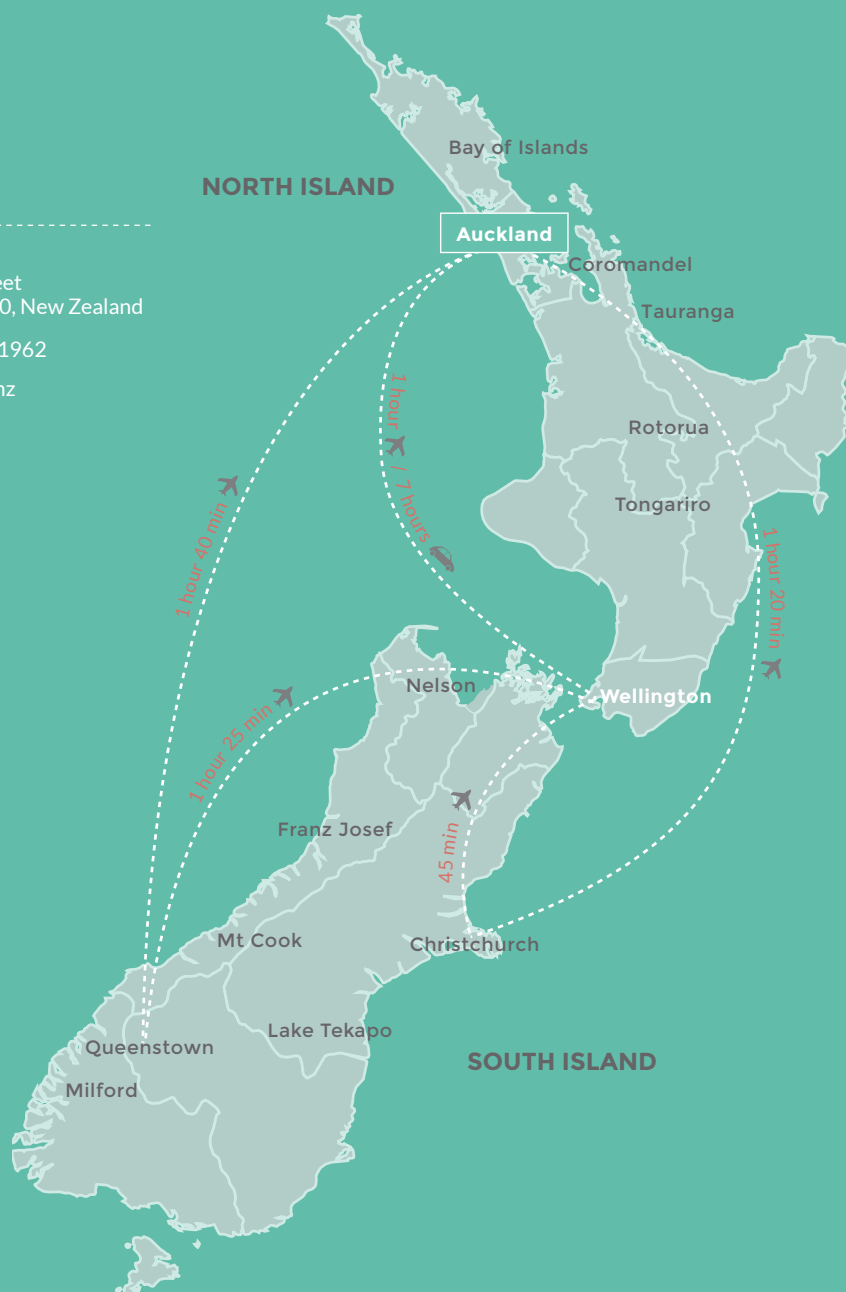 Bay of Islands
NORTH ISLAND
Auckland
Coromandel
eet
0, New Zealand
Tauranga
1962
nz
1 hour / 7 hours
Rotorua
Tongariro
1 hour 40 min
1 hour 20 min
Nelson
Wellington
1 hour 25 min
Franz Josef
45 min
Mt Cook
Christchurch
Lake Tekapo
Queenstown
SOUTH ISLAND
Milford